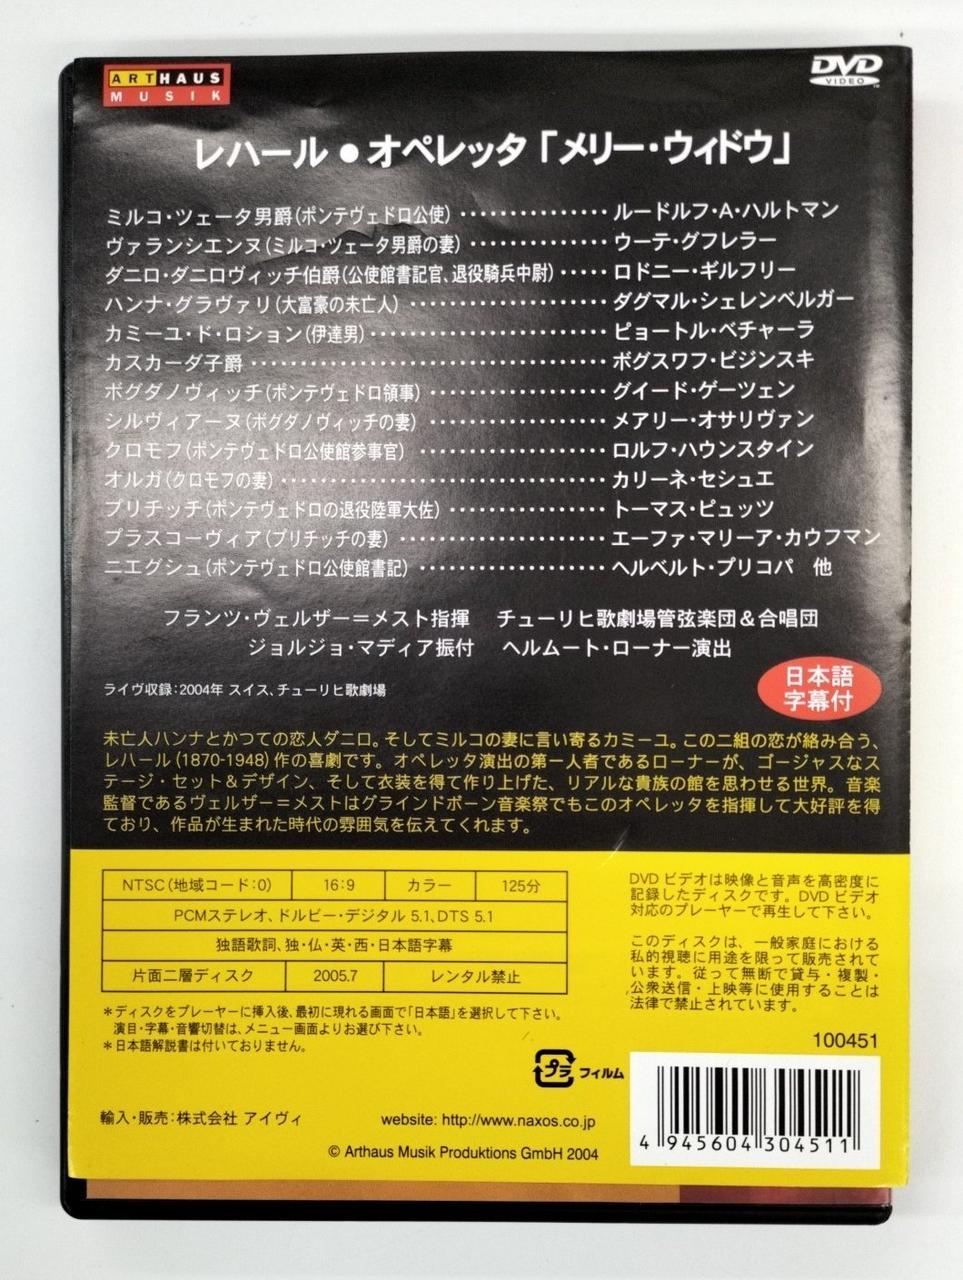 ARTHAUS
MUSIK
DVD
VIDEO
レハール●オペレッタ「メリー・ウィドウ」
ミルコ・ツェータ男爵(ポンテヴェドロ公使)・・・・・・・・・・・・・・・ルードルフ・A・ハルトマン
ヴァランシエンヌ(ミルコ・ツェータ男爵の妻)・・・・・・・・・・・・・・ウーテ・グフレラー
ダニロ・ダニロヴィッチ伯爵(公使館書記官、退役騎兵中尉)・・・・・ロドニー・ギルフリー
ハンナ・グラヴァリ(大富豪の未亡人)・・・・・・・・・・・・・・・・・・・・ダグマル・シェレンベルガー
カミーユ・ド・ロション(伊達男)・・・・・・・・・・・・・・・・・・・・・・・・ピョートル・ベチャーラ
カスカーダ子爵・・・・・・・・・・・・・・・・・・・・・・・・・・・・・・・・・・・ボグスワフ・ビジンスキ
ボグダノヴィッチ(ポンテヴェドロ領事)・・・・・・・・・・・・・・・・・・グイード・ゲーツェン
シルヴィアーヌ(ボグダノヴィッチの妻)・・・・・・・・・・・・・・・・・・メアリー・オサリヴァン
クロモフ(ポンテヴェドロ公使館参事官)・・・・・・・・・・・・・・・・・・・ロルフ・ハウンスタイン
オルガ(クロモフの妻)・・・・・・・・・・・・・・・・・・・・・・・・・・・・・・・・カリーネ・セシュエ
プリチッチ(ポンテヴェドロの退役陸軍大佐)・・・・・・・・・・・・・・・・トーマス・ピュッツ
プラスコーヴィア(プリチッチの妻)・・・・・・・・・・・・・・・・・・・・・エーファ・マリーア・カウフマン
ニエグシュ(ポンテヴェドロ公使館書記)・・・・・・・・・・・・・・・・・・・ヘルベルト・プリコパ 他
フランツ・ヴェルザー＝メスト指揮 チューリヒ歌劇場管弦楽団＆合唱団
ジョルジョ・マディア振付 ヘルムート・ローナー演出
ライヴ収録：2004年 スイス、チューリヒ歌劇場
日本語
字幕付
未亡人ハンナとかつての恋人ダニロ。そしてミルコの妻に言い寄るカミーユ。この二組の恋が絡み合う、
レハール(1870-1948)作の喜劇です。オペレッタ演出の第一人者であるローナーが、ゴージャスなス
テージ・セット＆デザイン、そして衣装を得て作り上げた、リアルな貴族の館を思わせる世界。音楽
監督であるヴェルザー＝メストはグラインドボーン音楽祭でもこのオペレッタを指揮して大好評を得
ており、作品が生まれた時代の雰囲気を伝えてくれます。
NTSC(地域コード：0) 16:9 カラー 125分
PCMステレオ、ドルビー・デジタル 5.1、DTS 5.1
独語歌詞、独・仏・英・西・日本語字幕
片面二層ディスク 2005.7 レンタル禁止
＊ディスクをプレーヤーに挿入後、最初に現れる画面で「日本語」を選択して下さい。
演目・字幕・音響切替は、メニュー画面よりお選び下さい。
＊日本語解説書は付いておりません。
DVD ビデオは映像と音声を高密度に
記録したディスクです。DVD ビデオ
対応のプレーヤーで再生して下さい。
このディスクは、一般家庭における
私的視聴に用途を限って販売されて
います。従って無断で貸与・複製・
公衆送信・上映等に使用することは
法律で禁止されています。
100451
プラ フィルム
輸入・販売：株式会社 アイヴィ
website: http://www.naxos.co.jp
© Arthaus Musik Produktions GmbH 2004
4 945604 304511